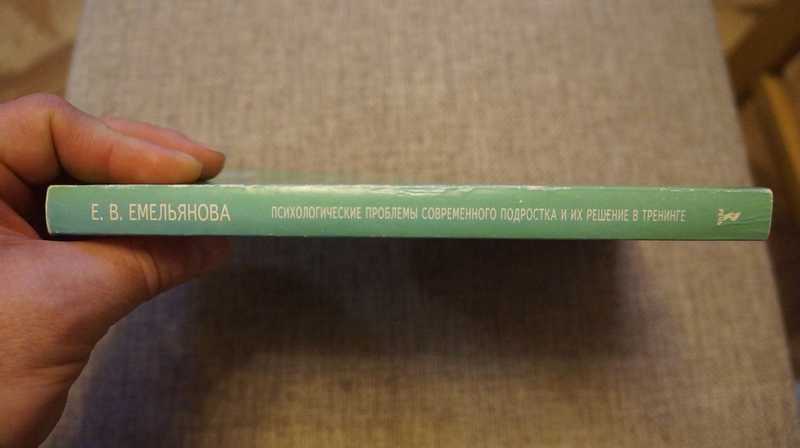 Е. В. ЕМЕЛЬЯНОВА ПСИХОЛОГИЧЕСКИЕ ПРОБЛЕМЫ СОВРЕМЕННОГО ПОДРОСТКА И ИХ РЕШЕНИЕ В ТРЕНИНГЕ